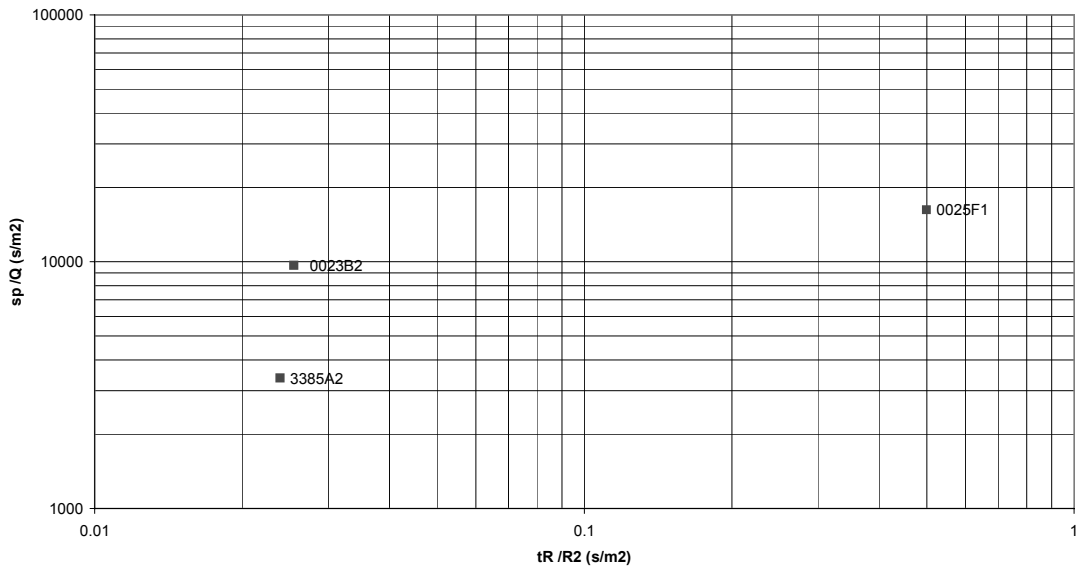 100000
0025F1
10000
0023B2
3385A2
1000
0.01
0.1
1
sp /Q (s/m2)
tR /R2 (s/m2)